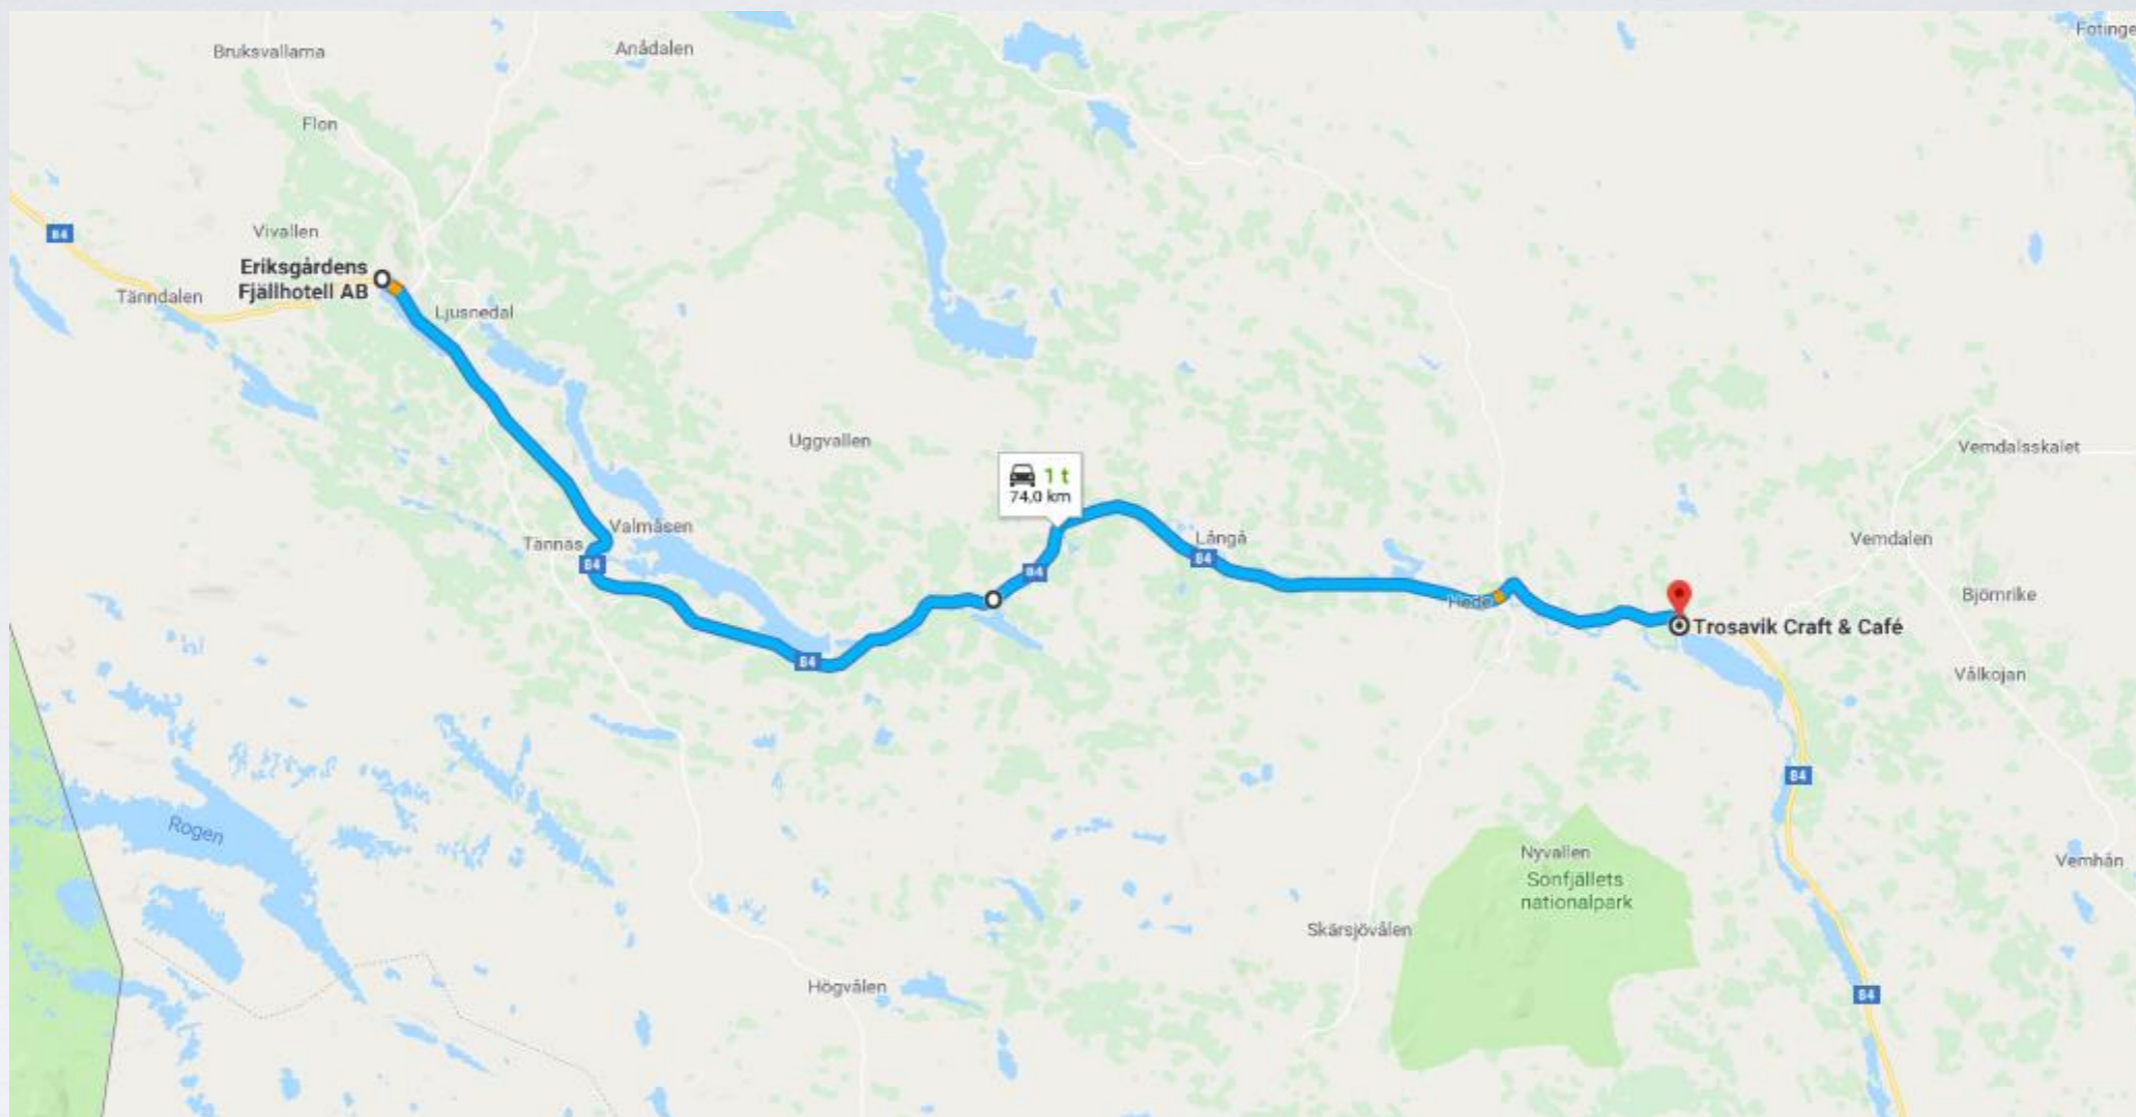 Fotinge
Bruksvallarna
Anådalen
Flon
84
Vivallen
Eriksgårdens
Fjällhotell AB
Tänndalen
Ljusnedal
Uggvallen
Vemdalsskalet
1 t
74,0 km
Valmåsen
Tännäs
84
Långå
84
84
Vemdalen
Hede
Björnrike
Trosavik Craft & Café
84
Vålkojan
84
Rogen
Nyvallen
Sonfjällets
nationalpark
Vemhån
Skärsjövålen
Högvålen
84